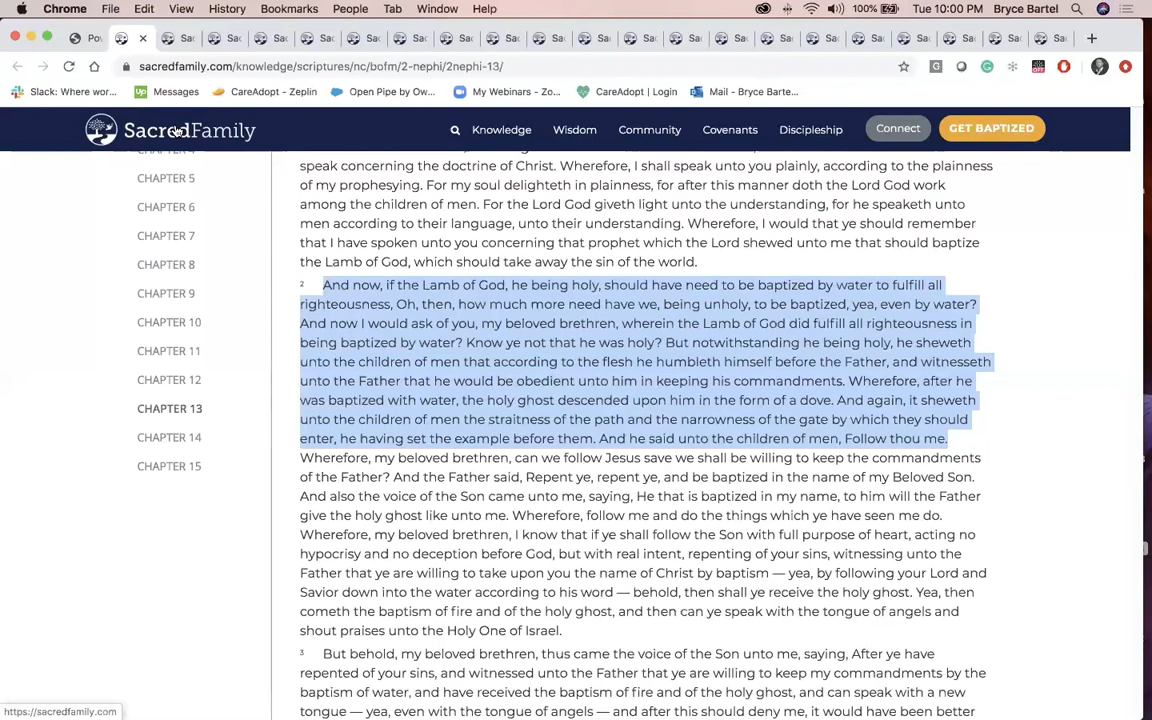 Chrome File Edit View History Bookmarks People Tab Window Help 100% Tue 10:00 PM Bryce Bartel
Po Sac Sac Sac Sac Sac Sac Sac Sac Sac Sac Sac Sac Sac Sac Sac Sac Sac Sac Sac Sac
sacredfamily.com/knowledge/scriptures/nc/bofm/2-nephi/2nephi-13/
Slack: Where wor... Messages CareAdopt - Zeplin Open Pipe by Ow... My Webinars - Zo... CareAdopt | Login Mail - Bryce Barte...
SacredFamily Knowledge Wisdom Community Covenants Discipleship Connect GET BAPTIZED
CHAPTER 4
CHAPTER 5
CHAPTER 6
CHAPTER 7
CHAPTER 8
CHAPTER 9
CHAPTER 10
CHAPTER 11
CHAPTER 12
CHAPTER 13
CHAPTER 14
CHAPTER 15
speak concerning the doctrine of Christ. Wherefore, I shall speak unto you plainly, according to the plainness
of my prophesying. For my soul delighteth in plainness, for after this manner doth the Lord God work
among the children of men. For the Lord God giveth light unto the understanding, for he speaketh unto
men according to their language, unto their understanding. Wherefore, I would that ye should remember
that I have spoken unto you concerning that prophet which the Lord shewed unto me that should baptize
the Lamb of God, which should take away the sin of the world.
2 And now, if the Lamb of God, he being holy, should have need to be baptized by water to fulfill all
righteousness, Oh, then, how much more need have we, being unholy, to be baptized, yea, even by water?
And now I would ask of you, my beloved brethren, wherein the Lamb of God did fulfill all righteousness in
being baptized by water? Know ye not that he was holy? But notwithstanding he being holy, he sheweth
unto the children of men that according to the flesh he humbleth himself before the Father, and witnesseth
unto the Father that he would be obedient unto him in keeping his commandments. Wherefore, after he
was baptized with water, the holy ghost descended upon him in the form of a dove. And again, it sheweth
unto the children of men the straitness of the path and the narrowness of the gate by which they should
enter, he having set the example before them. And he said unto the children of men, Follow thou me.
Wherefore, my beloved brethren, can we follow Jesus save we shall be willing to keep the commandments
of the Father? And the Father said, Repent ye, repent ye, and be baptized in the name of my Beloved Son.
And also the voice of the Son came unto me, saying, He that is baptized in my name, to him will the Father
give the holy ghost like unto me. Wherefore, follow me and do the things which ye have seen me do.
Wherefore, my beloved brethren, I know that if ye shall follow the Son with full purpose of heart, acting no
hypocrisy and no deception before God, but with real intent, repenting of your sins, witnessing unto the
Father that ye are willing to take upon you the name of Christ by baptism — yea, by following your Lord and
Savior down into the water according to his word — behold, then shall ye receive the holy ghost. Yea, then
cometh the baptism of fire and of the holy ghost, and then can ye speak with the tongue of angels and
shout praises unto the Holy One of Israel.
3 But behold, my beloved brethren, thus came the voice of the Son unto me, saying, After ye have
repented of your sins, and witnessed unto the Father that ye are willing to keep my commandments by the
baptism of water, and have received the baptism of fire and of the holy ghost, and can speak with a new
tongue — yea, even with the tongue of angels — and after this should deny me, it would have been better
https://sacredfamily.com